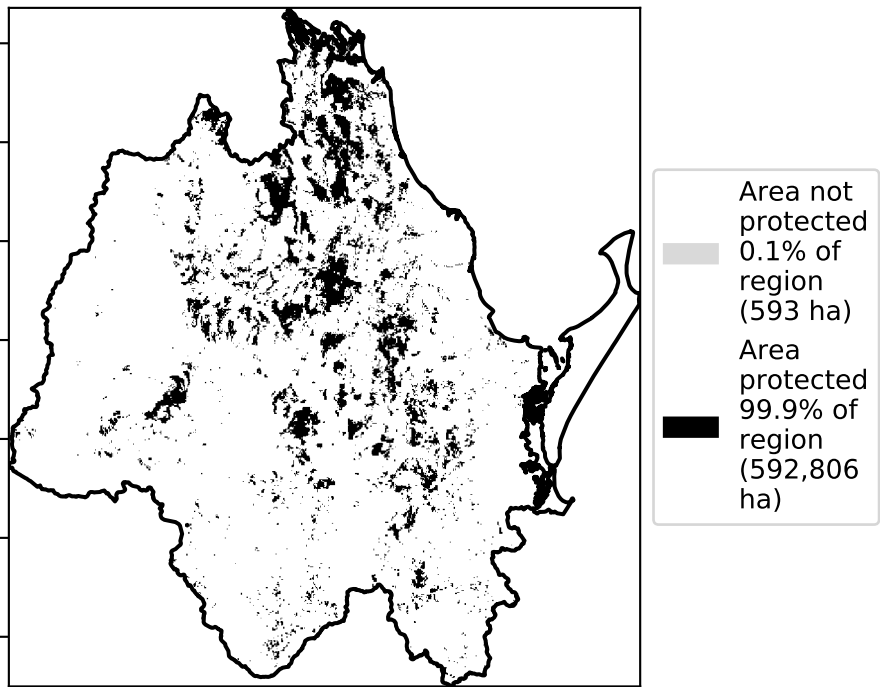 Area not
protected
0.1% of
region
(593 ha)
Area
protected
99.9% of
region
(592,806
ha)